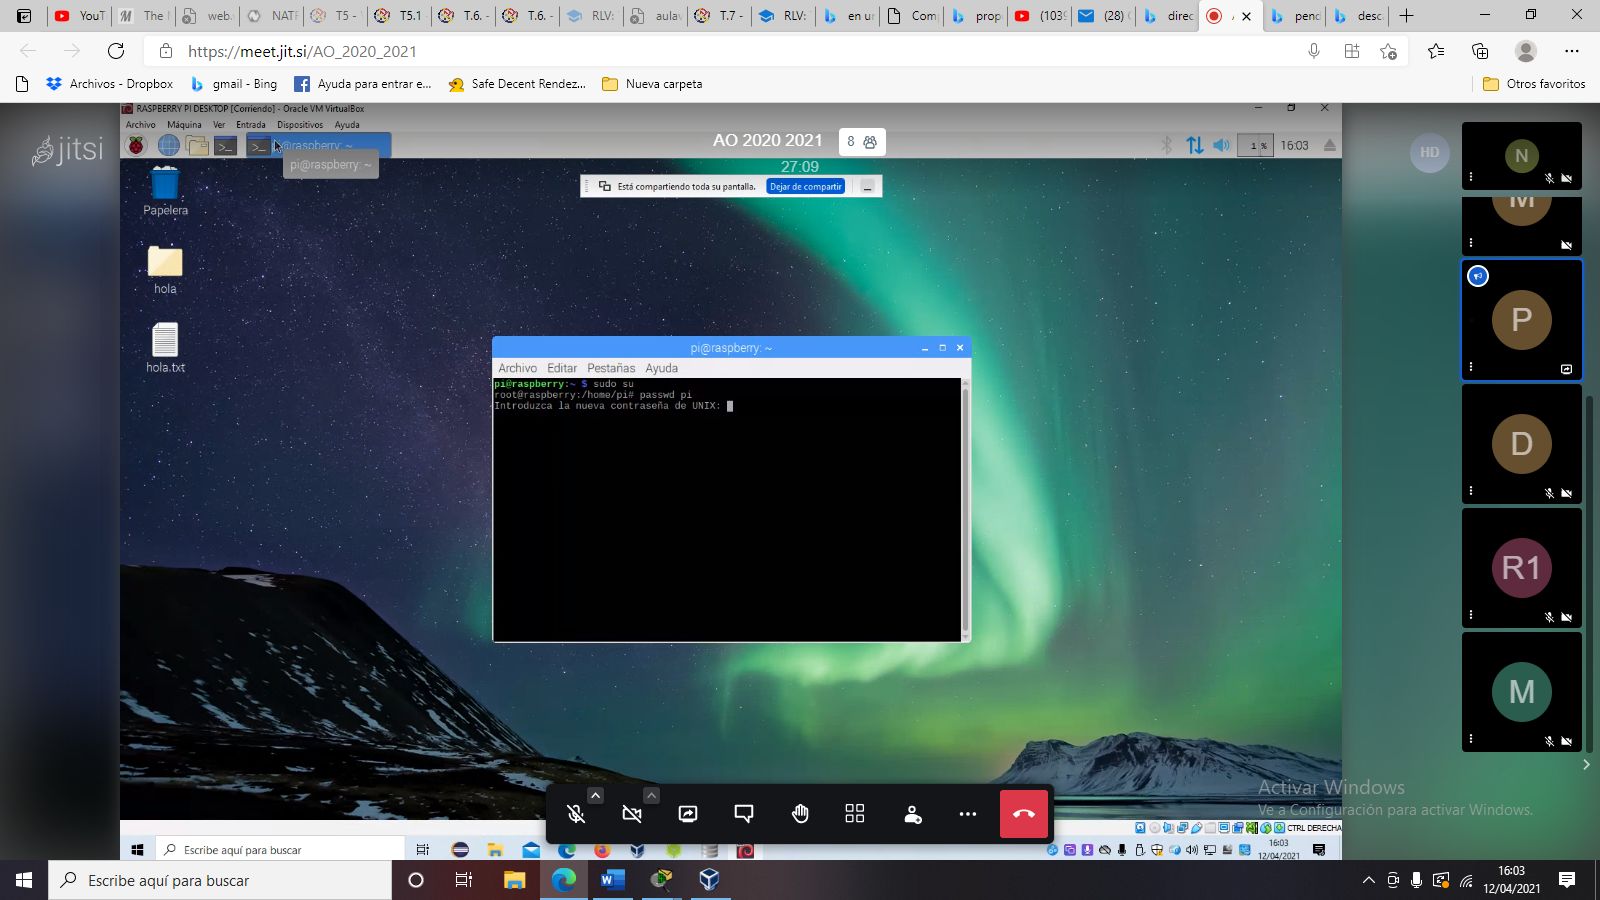 YouT
The I
web.
NATF
T5 -
T5.1
T.6. -
T.6. -
RLV:
aulav
T.7 -
RLV:
en ur
Com
prop
(1039
(28)
direc
pend
desca
https://meet.jit.si/AO_2020_2021
Archivos - Dropbox
gmail - Bing
Ayuda para entrar e...
Safe Decent Rendez...
Nueva carpeta
Otros favoritos
RASPBERRY PI DESKTOP [Corriendo] - Oracle VM VirtualBox
Archivo Máquina Ver Entrada Dispositivos Ayuda
jitsi
@raspberry: ~
pi@raspberry: ~
AO 2020 2021
8
27:09
1 %
16:03
HD
Está compartiendo toda su pantalla.
Dejar de compartir
Papelera
hola
hola.txt
pi@raspberry: ~
Archivo Editar Pestañas Ayuda
pi@raspberry:~ $ sudo su
root@raspberry:/home/pi# passwd pi
Introduzca la nueva contraseña de UNIX:
N
M
P
D
R1
M
Activar Windows
Ve a Configuración para activar Windows.
CTRL DERECHA
Escribe aquí para buscar
16:03
12/04/2021
Escribe aquí para buscar
16:03
12/04/2021